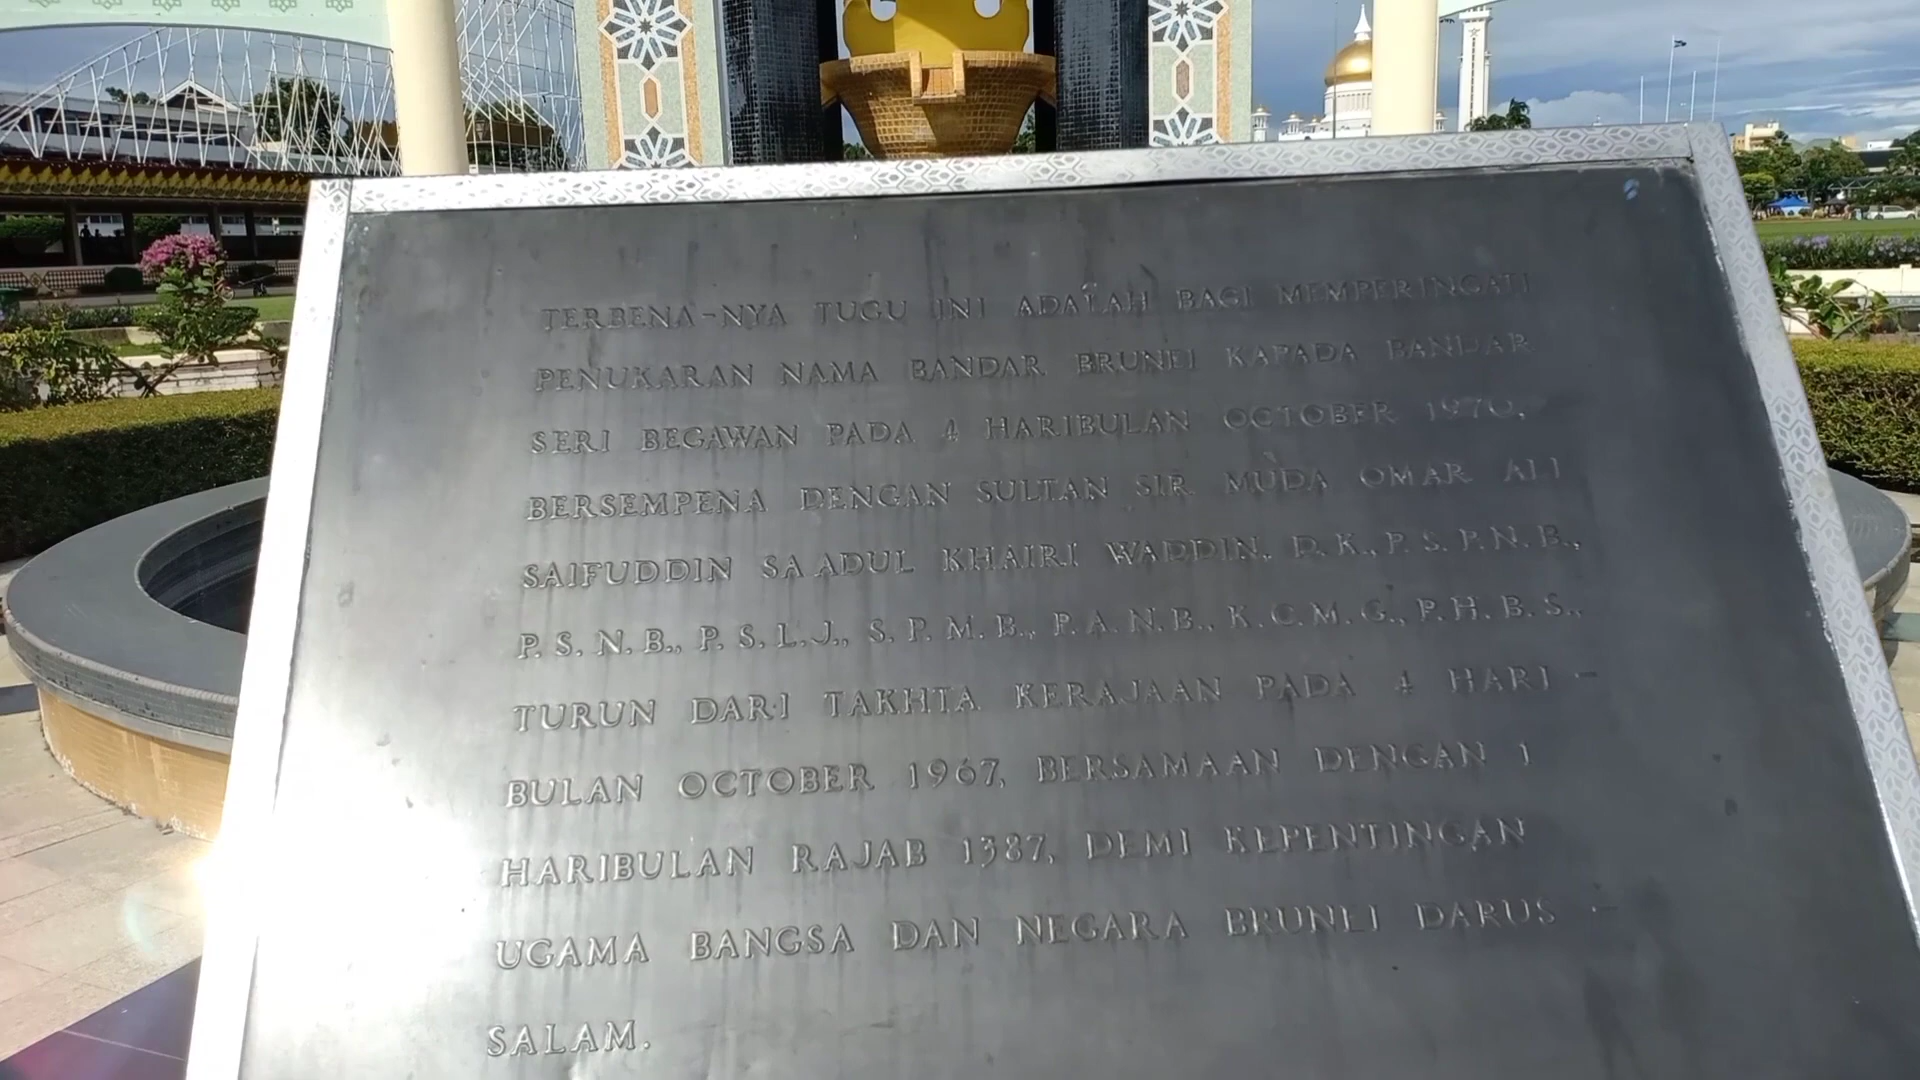 TERBENA-NYA TUGU INI ADALAH BAGI MEMPERINGATI
PENUKARAN NAMA BANDAR BRUNEI KAPADA BANDAR
SERI BEGAWAN PADA 4 HARIBULAN OCTOBER 1970,
BERSEMPENA DENGAN SULTAN SIR MUDA OMAR ALI
SAIFUDDIN SA ADUL KHAIRI WADDIN, D.K., P.S.P.N.B.,
P.S.N.B., P.S.L.J., S.P.M.B., P.A.N.B., K.C.M.G., P.H.B.S.,
TURUN DARI TAKHTA KERAJAAN PADA 4 HARI -
BULAN OCTOBER 1967, BERSAMAAN DENGAN 1
HARIBULAN RAJAB 1387, DEMI KEPENTINGAN
UGAMA BANGSA DAN NEGARA BRUNEI DARUS -
SALAM.